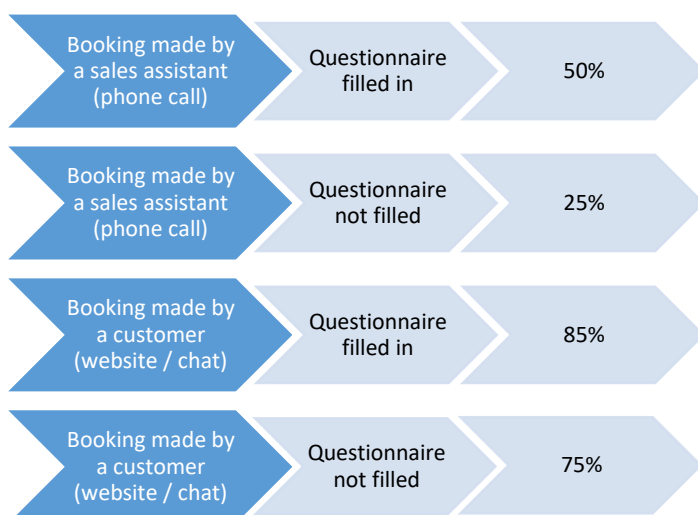 Booking made by
a sales assistant
(phone call)
Questionnaire
filled in
50%
Booking made by
a sales assistant
(phone call)
Questionnaire
not filled
25%
Booking made by
a customer
(website / chat)
Questionnaire
filled in
85%
Booking made by
a customer
(website / chat)
Questionnaire
not filled
75%